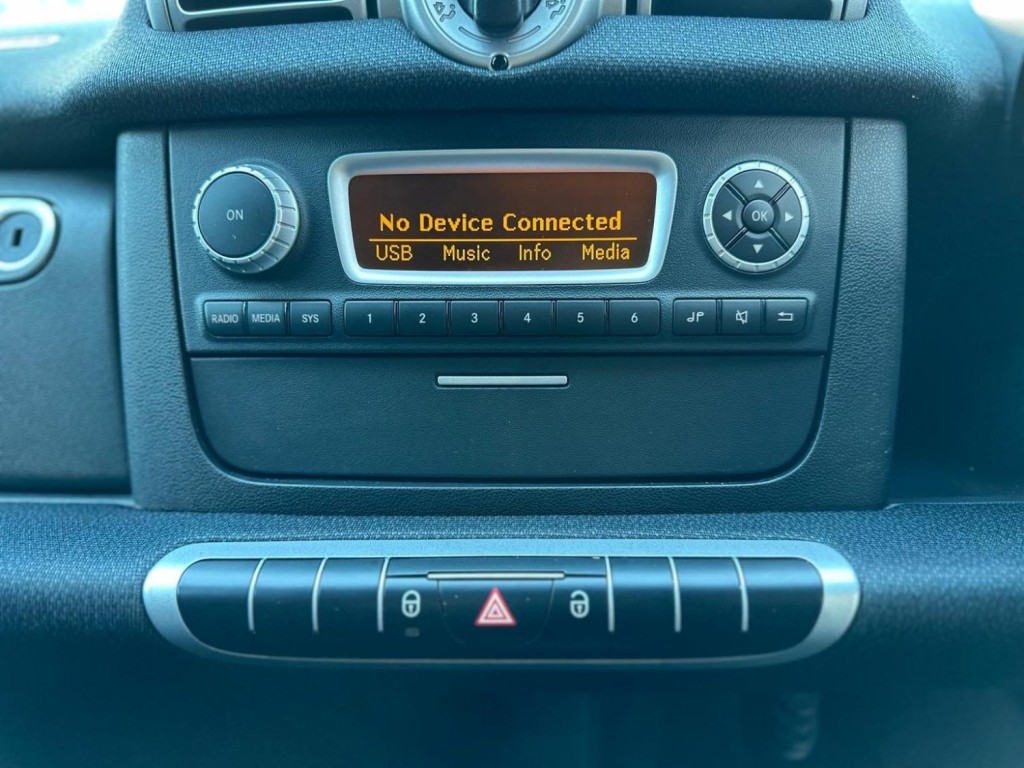 No Device Connected
USB Music Info Media
ON
OK
RADIO MEDIA SYS 1 2 3 4 5 6